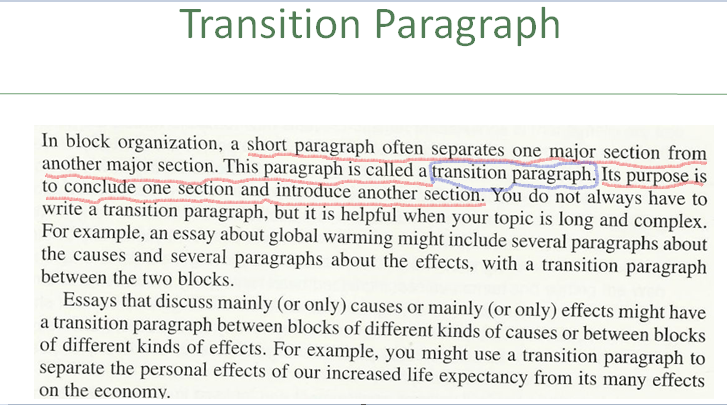 Transition Paragraph
In block organization, a short paragraph often separates one major section from
another major section. This paragraph is called a transition paragraph. Its purpose is
to conclude one section and introduce another section. You do not always have to
write a transition paragraph, but it is helpful when your topic is long and complex.
For example, an essay about global warming might include several paragraphs about
the causes and several paragraphs about the effects, with a transition paragraph
between the two blocks.
Essays that discuss mainly (or only) causes or mainly (or only) effects might have
a transition paragraph between blocks of different kinds of causes or between blocks
of different kinds of effects. For example, you might use a transition paragraph to
separate the personal effects of our increased life expectancy from its many effects
on the economy.